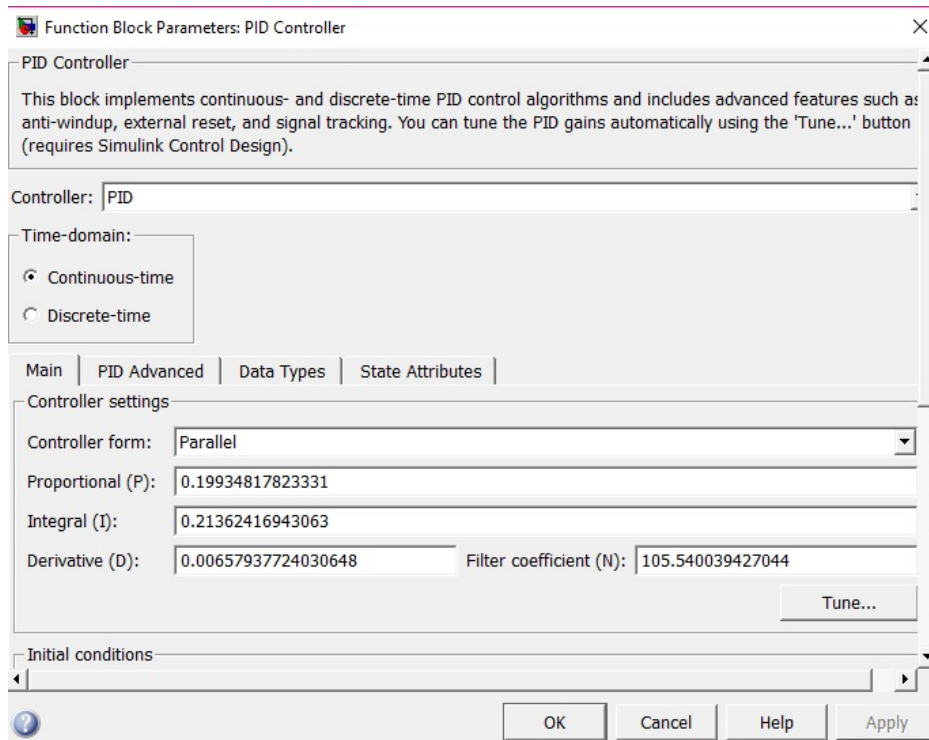 Function Block Parameters: PID Controller
PID Controller
This block implements continuous- and discrete-time PID control algorithms and includes advanced features such as
anti-windup, external reset, and signal tracking. You can tune the PID gains automatically using the 'Tune...' button
(requires Simulink Control Design).
Controller: PID
Time-domain:
Continuous-time
Discrete-time
Main PID Advanced Data Types State Attributes
Controller settings
Controller form: Parallel
Proportional (P): 0.19934817823331
Integral (I): 0.21362416943063
Derivative (D): 0.00657937724030648 Filter coefficient (N): 105.540039427044
Tune...
Initial conditions
OK Cancel Help Apply